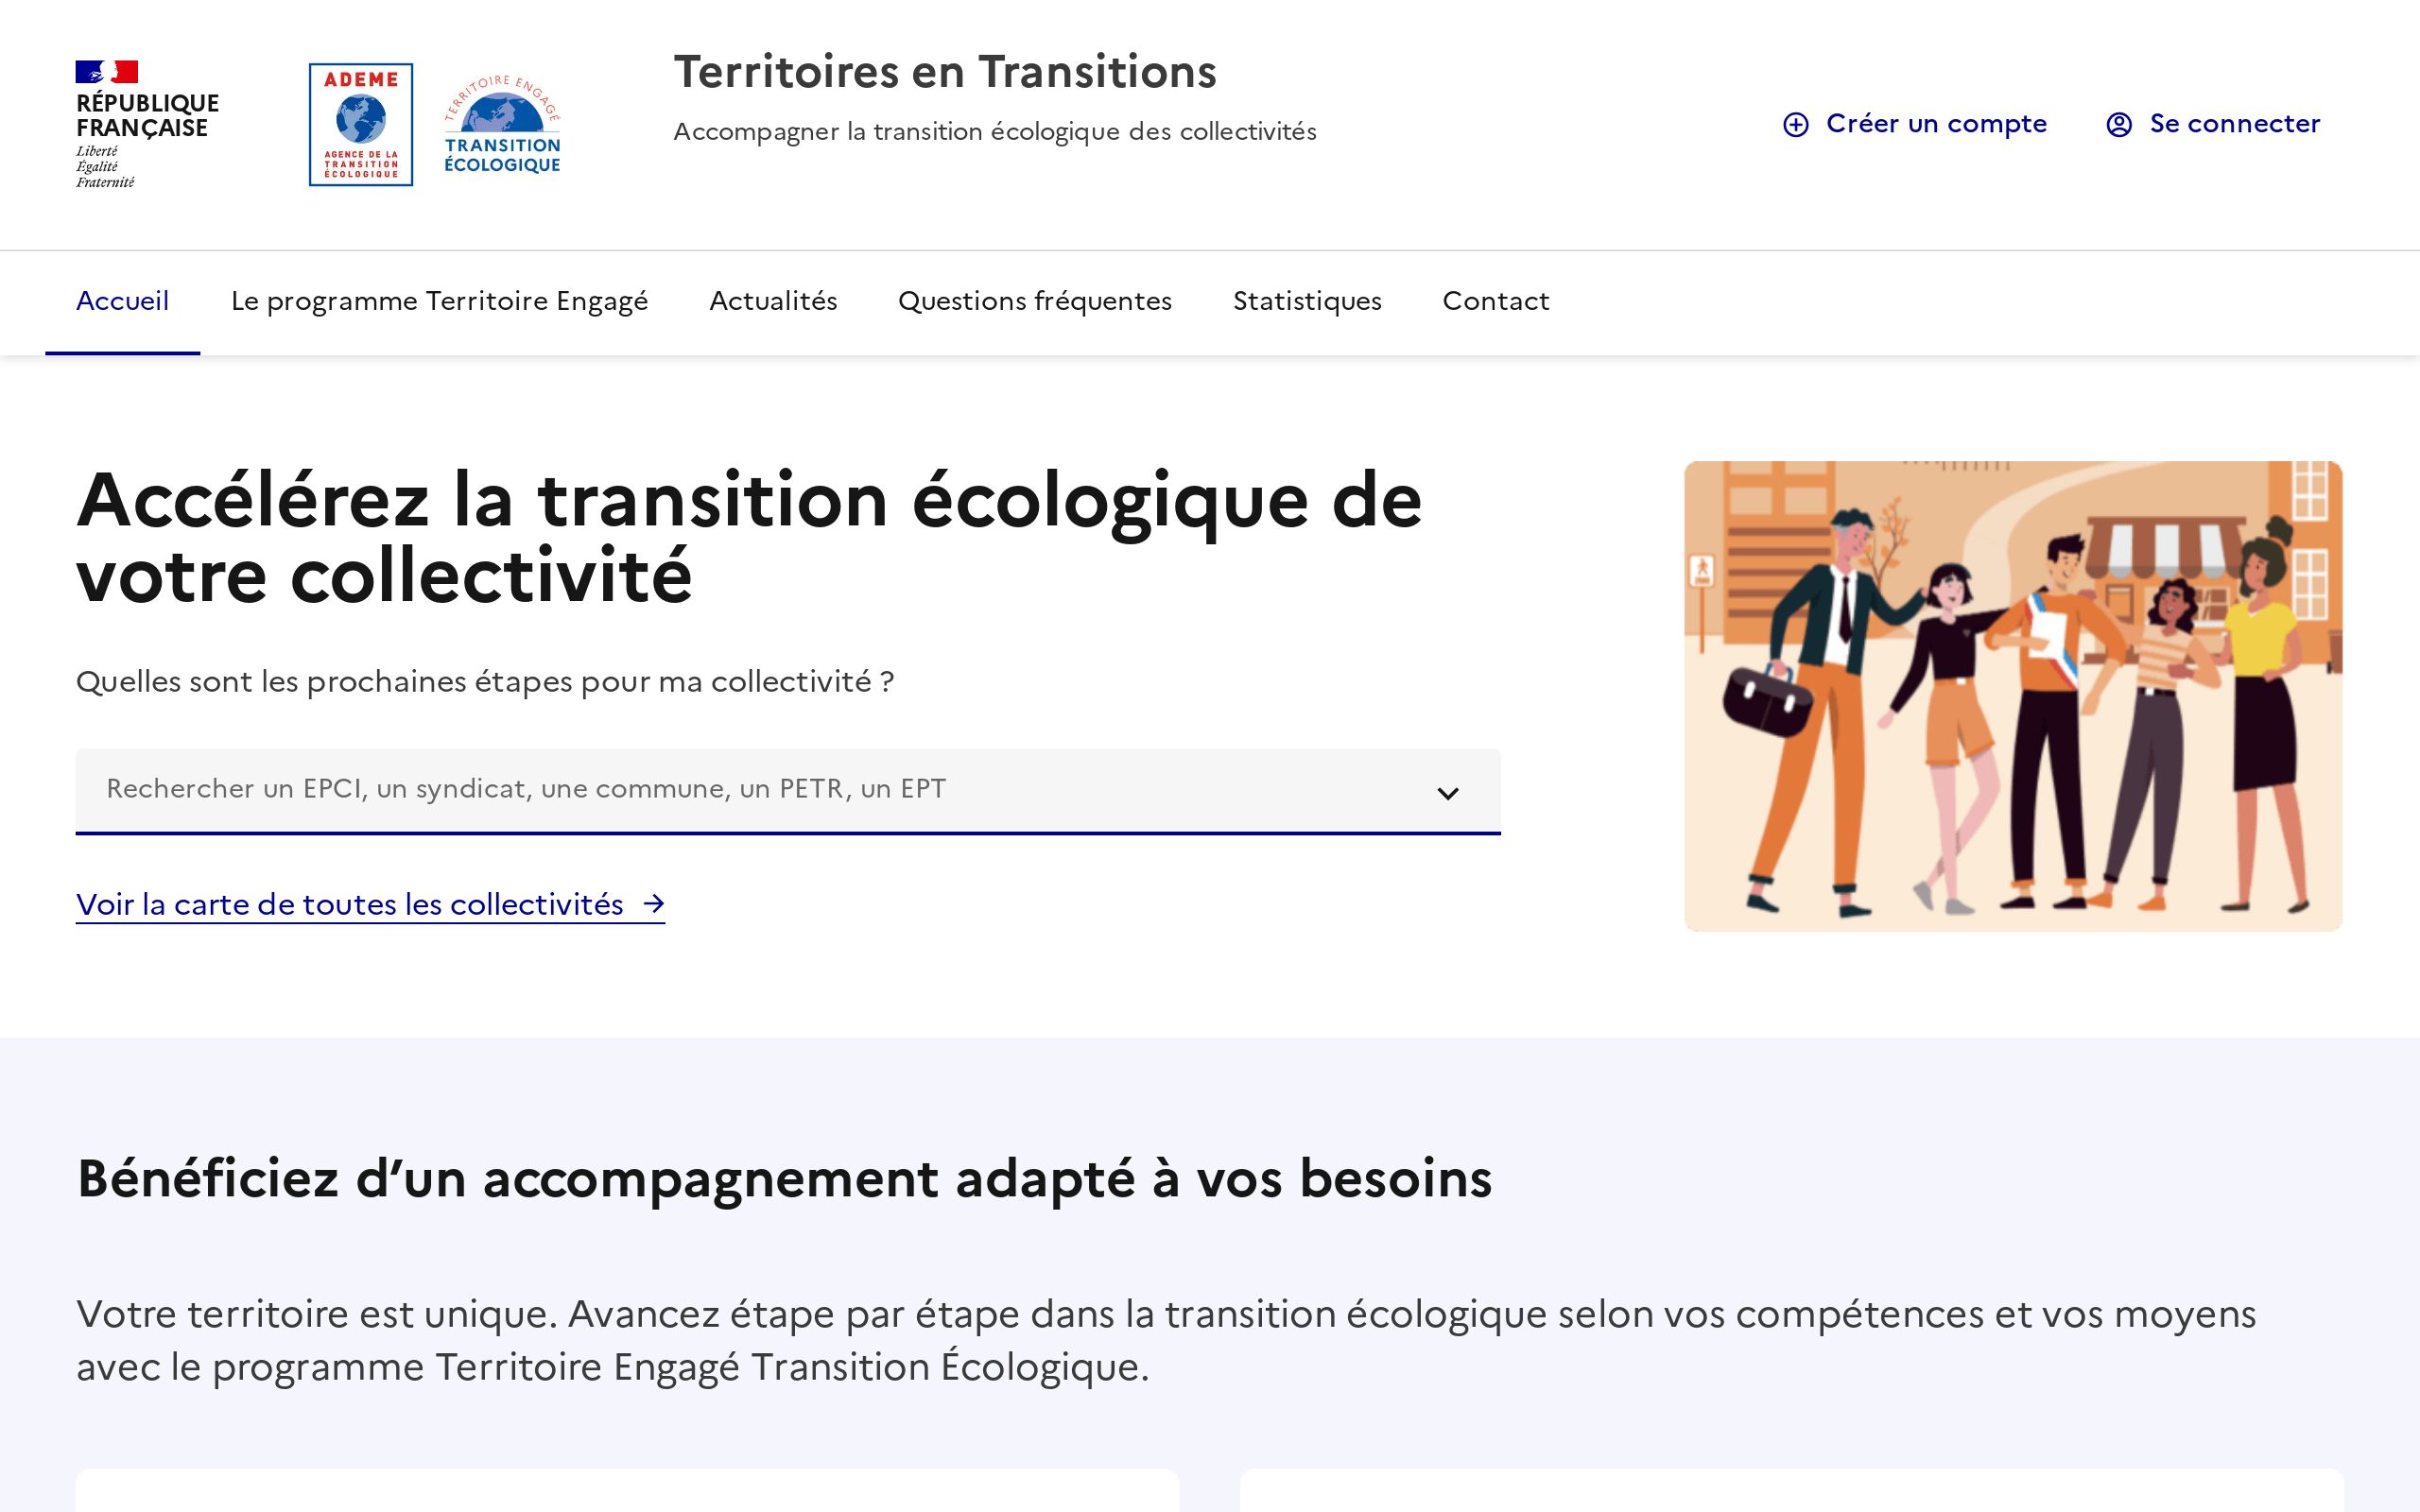 RÉPUBLIQUE
FRANÇAISE
Liberté
Égalité
Fraternité
ADEME
AGENCE DE LA
TRANSITION
ÉCOLOGIQUE
TERRITOIRE ENGAGÉ
TRANSITION
ÉCOLOGIQUE
Territoires en Transitions
Accompagner la transition écologique des collectivités
Créer un compte
Se connecter
Accueil
Le programme Territoire Engagé
Actualités
Questions fréquentes
Statistiques
Contact
Accélérez la transition écologique de
votre collectivité
Quelles sont les prochaines étapes pour ma collectivité ?
Rechercher un EPCI, un syndicat, une commune, un PETR, un EPT
Voir la carte de toutes les collectivités
Bénéficiez d’un accompagnement adapté à vos besoins
Votre territoire est unique. Avancez étape par étape dans la transition écologique selon vos compétences et vos moyens
avec le programme Territoire Engagé Transition Écologique.